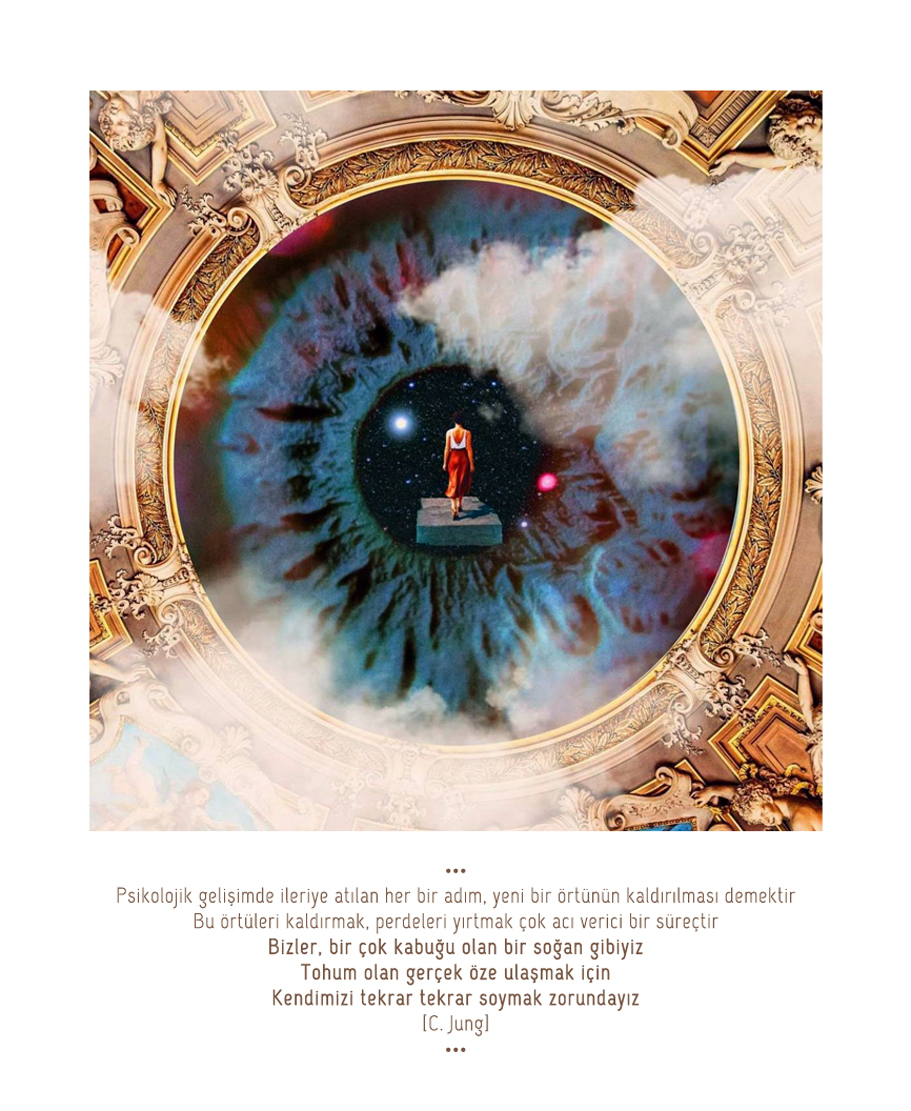 •••
Psikolojik gelişimde ileriye atılan her bir adım, yeni bir örtünün kaldırılması demektir
Bu örtüleri kaldırmak, perdeleri yırtmak çok acı verici bir süreçtir
Bizler, bir çok kabuğu olan bir soğan gibiyiz
Tohum olan gerçek öze ulaşmak için
Kendimizi tekrar tekrar soymak zorundayız
[C. Jung]
•••